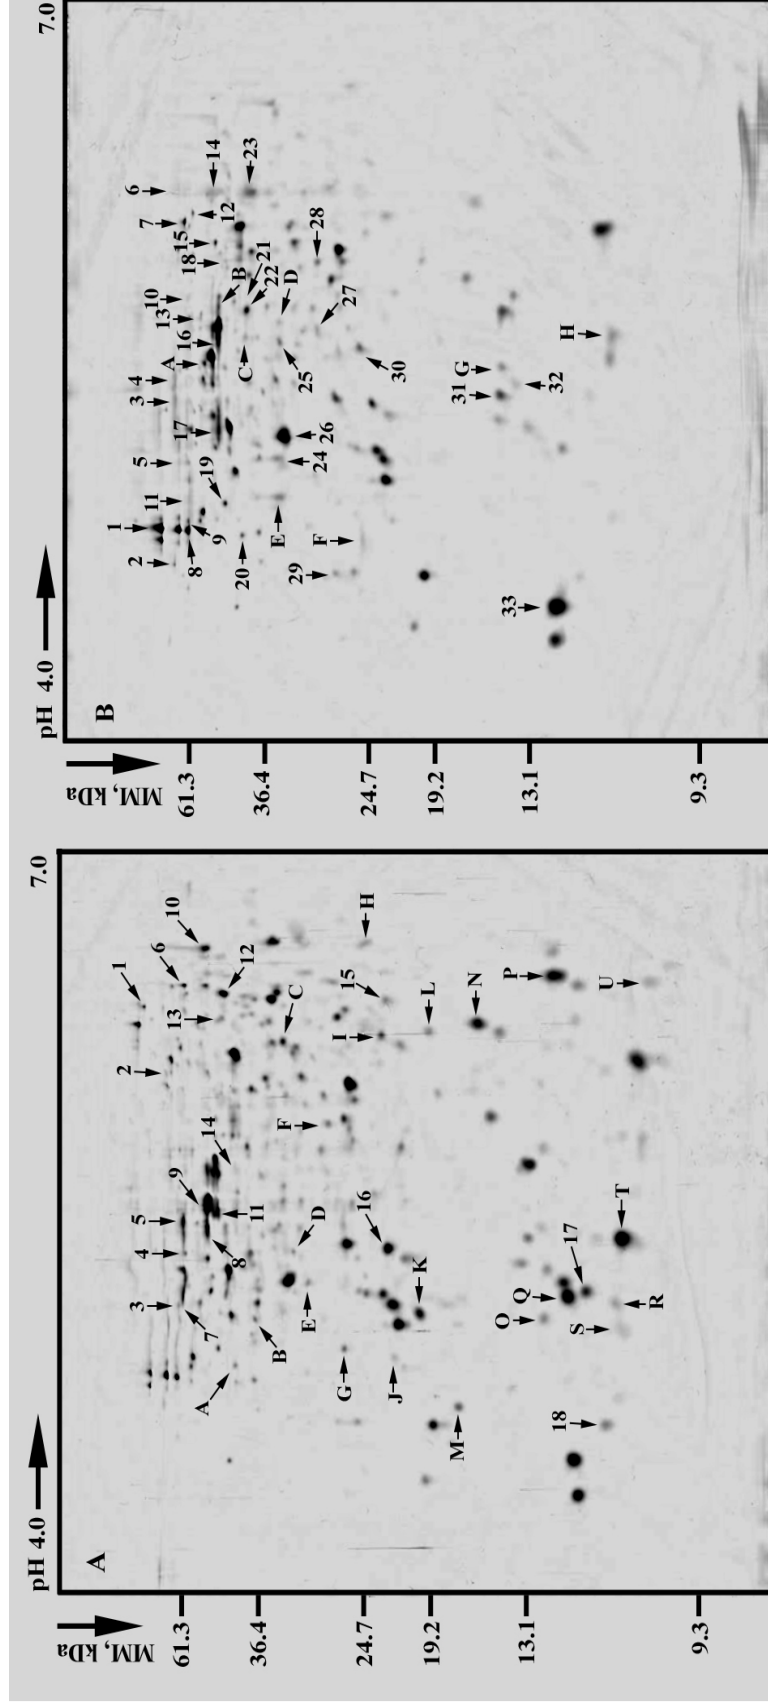 A
pH 4.0
7.0
MM, kDa
61.3
36.4
24.7
19.2
13.1
9.3
1
2
3
4
5
6
7
8
9
10
11
12
13
14
15
16
17
18
A
B
C
D
E
F
G
H
I
J
K
L
M
N
O
P
Q
R
S
T
U
B
pH 4.0
7.0
MM, kDa
61.3
36.4
24.7
19.2
13.1
9.3
1
2
3
4
5
6
7
8
9
10
11
12
13
14
15
16
17
18
19
20
21
22
23
24
25
26
27
28
29
30
31
32
33
A
B
C
D
E
F
G
H